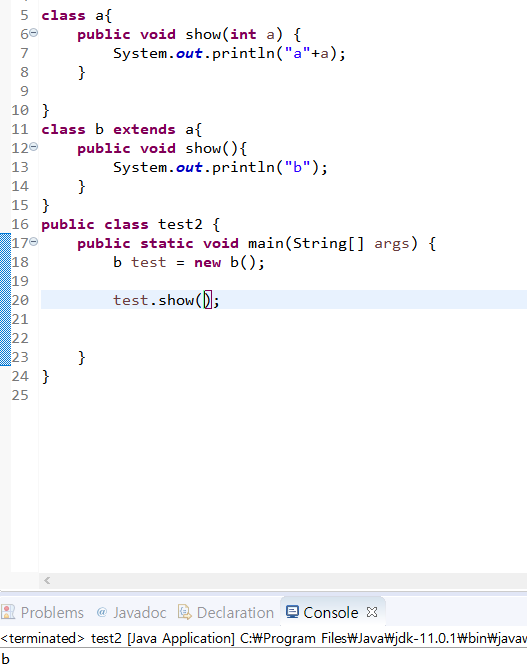 5 class a{
6 public void show(int a) {
7 System.out.println("a"+a);
8 }
9
10 }
11 class b extends a{
12 public void show(){
13 System.out.println("b");
14 }
15 }
16 public class test2 {
17 public static void main(String[] args) {
18 b test = new b();
19
20 test.show();
21
22
23 }
24 }
25
Problems @ Javadoc Declaration Console
<terminated> test2 [Java Application] C:₩Program Files₩Java₩jdk-11.0.1₩bin₩javaw
b